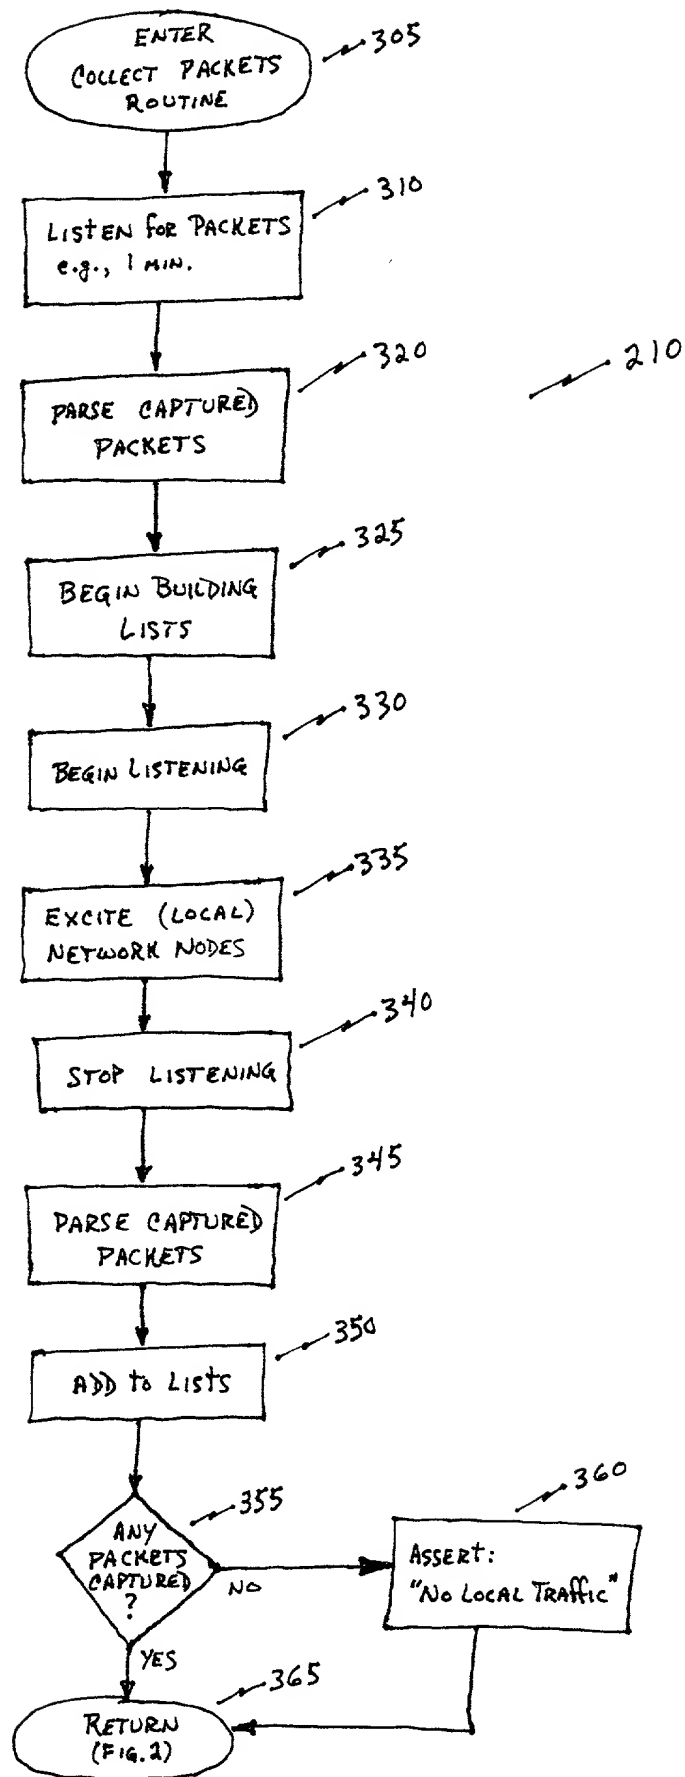 ENTER
COLLECT PACKETS
ROUTINE
305
LISTEN FOR PACKETS
e.g., 1 MIN.
310
PARSE CAPTURED
PACKETS
320
210
BEGIN BUILDING
LISTS
325
BEGIN LISTENING
330
EXCITE (LOCAL)
NETWORK NODES
335
STOP LISTENING
340
PARSE CAPTURED
PACKETS
345
ADD to LISTS
350
ANY
PACKETS
CAPTURED
?
355
NO
YES
ASSERT:
"NO LOCAL TRAFFIC"
360
RETURN
(FIG. 2)
365